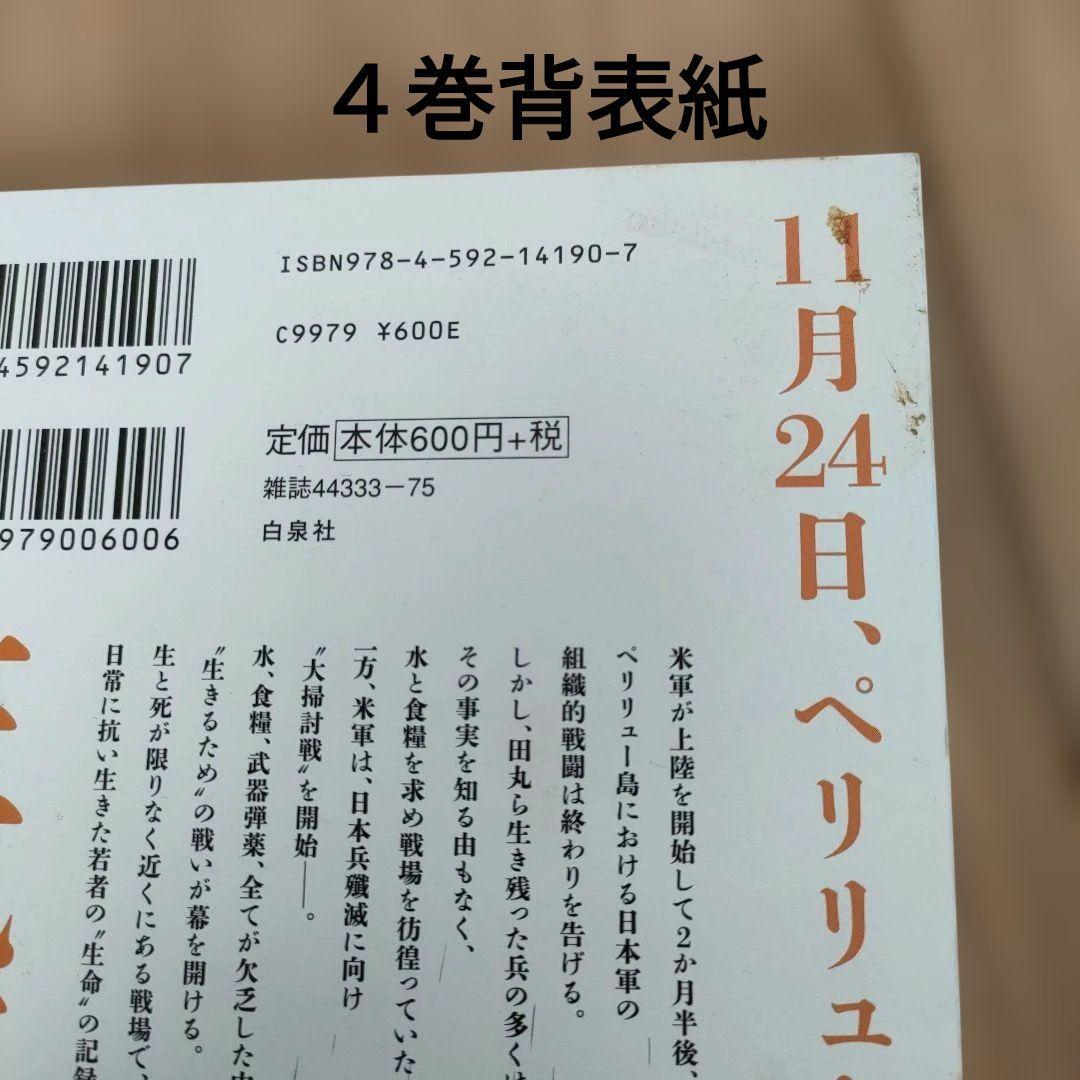 4巻背表紙
ISBN978-4-592-14190-7
C9979 ¥600E
4592141907
定価 本体600円+税
雑誌44333-75
979006006
白泉社
11月24日、ペリリュ
米軍が上陸を開始して2か月半後、
ペリリュー島における日本軍の
組織的戦闘は終わりを告げる。
しかし、田丸ら生き残った兵の多くは
その事実を知る由もなく、
水と食糧を求め戦場を彷徨っていた
一方、米軍は、日本兵殲滅に向け
〝大掃討戦〟を開始――。
水、食糧、武器弾薬、全てが欠乏した中
〝生きるため〟の戦いが幕を開ける。
生と死が限りなく近くにある戦場で、
日常に抗い生きた若者の〝生命〟の記録